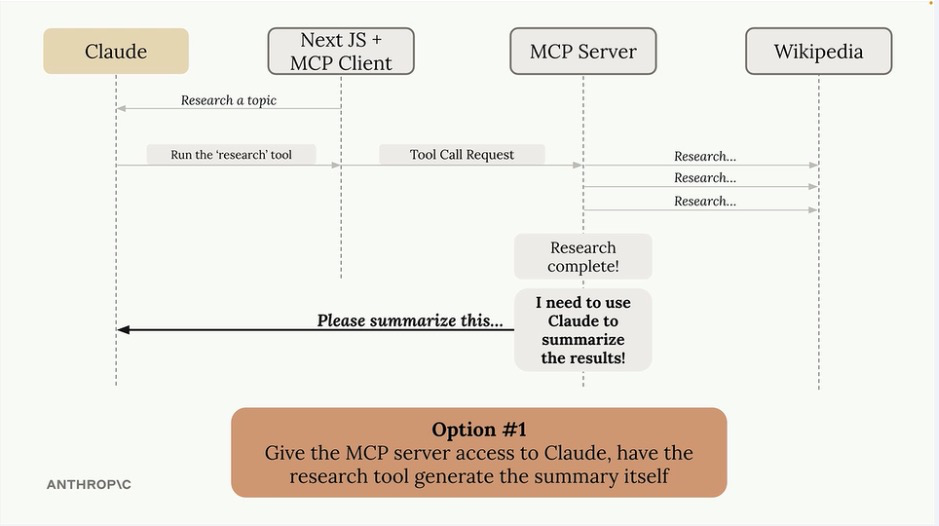 Claude
Next JS +
MCP Client
MCP Server
Wikipedia
Research a topic
Run the ‘research’ tool
Tool Call Request
Research...
Research...
Research...
Research
complete!
I need to use
Claude to
summarize
the results!
Please summarize this...
Option #1
Give the MCP server access to Claude, have the
research tool generate the summary itself
ANTHROP\C